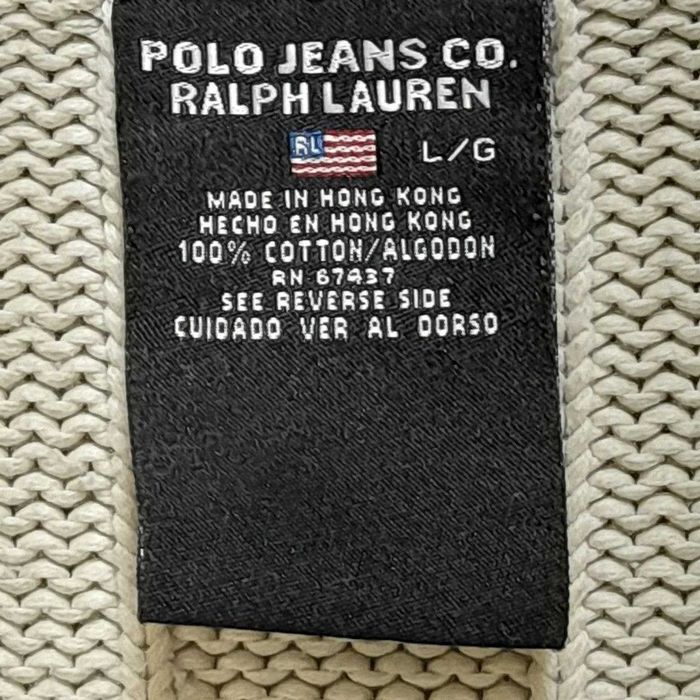 POLO JEANS CO.
RALPH LAUREN
RL L/G
MADE IN HONG KONG
HECHO EN HONG KONG
100% COTTON/ALGODON
RN 67437
SEE REVERSE SIDE
CUIDADO VER AL DORSO